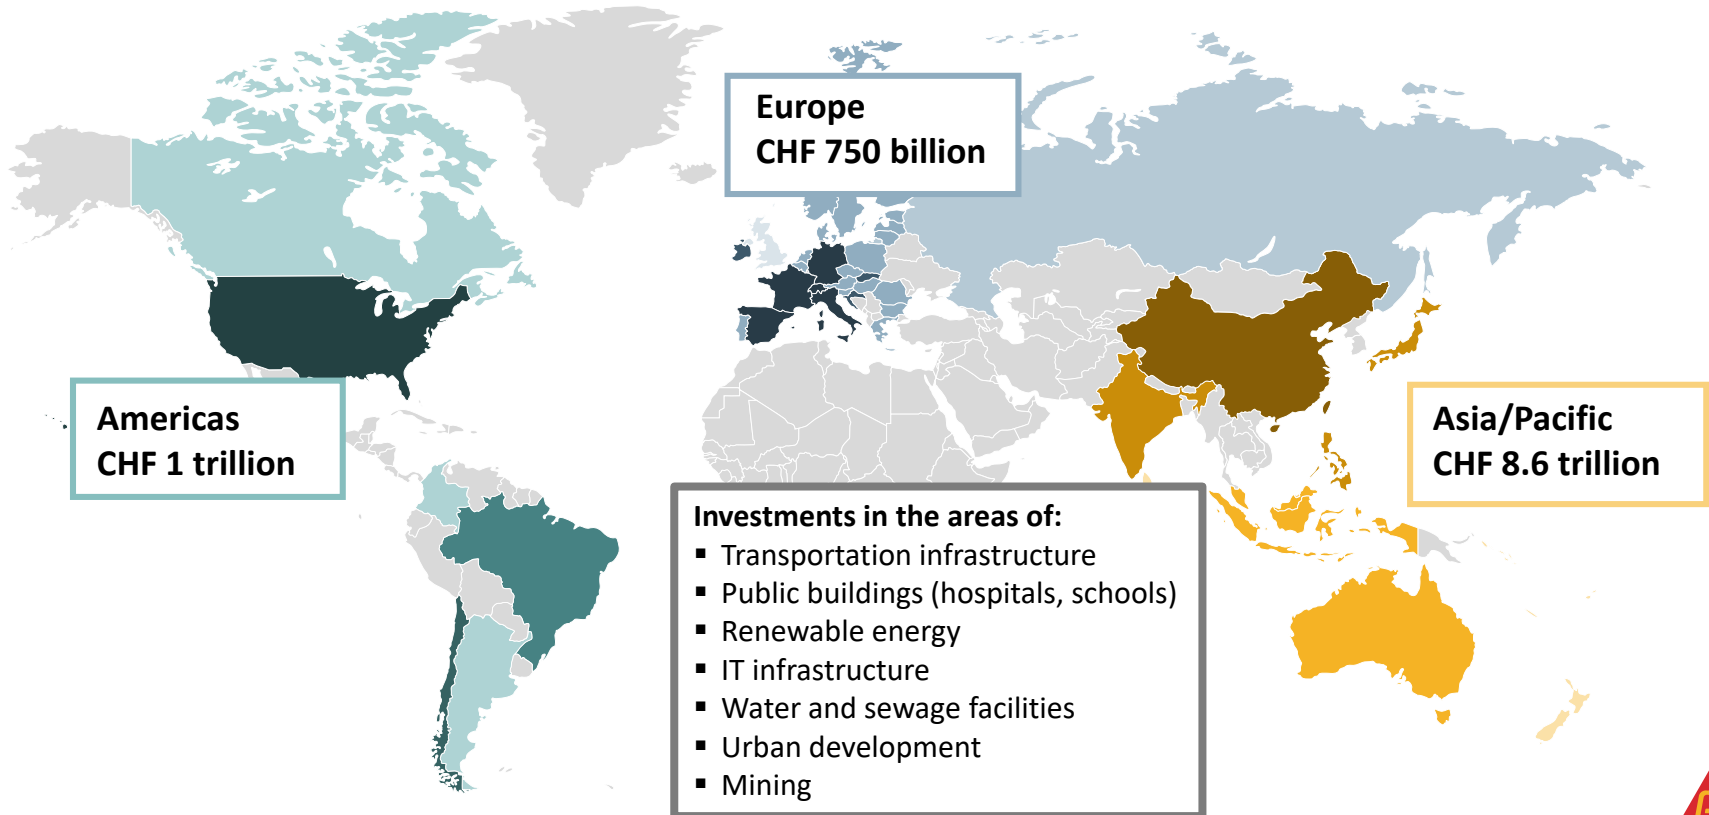 Europe
CHF 750 billion
Americas
CHF 1 trillion
Asia/Pacific
CHF 8.6 trillion
Investments in the areas of:
▪ Transportation infrastructure
▪ Public buildings (hospitals, schools)
▪ Renewable energy
▪ IT infrastructure
▪ Water and sewage facilities
▪ Urban development
▪ Mining